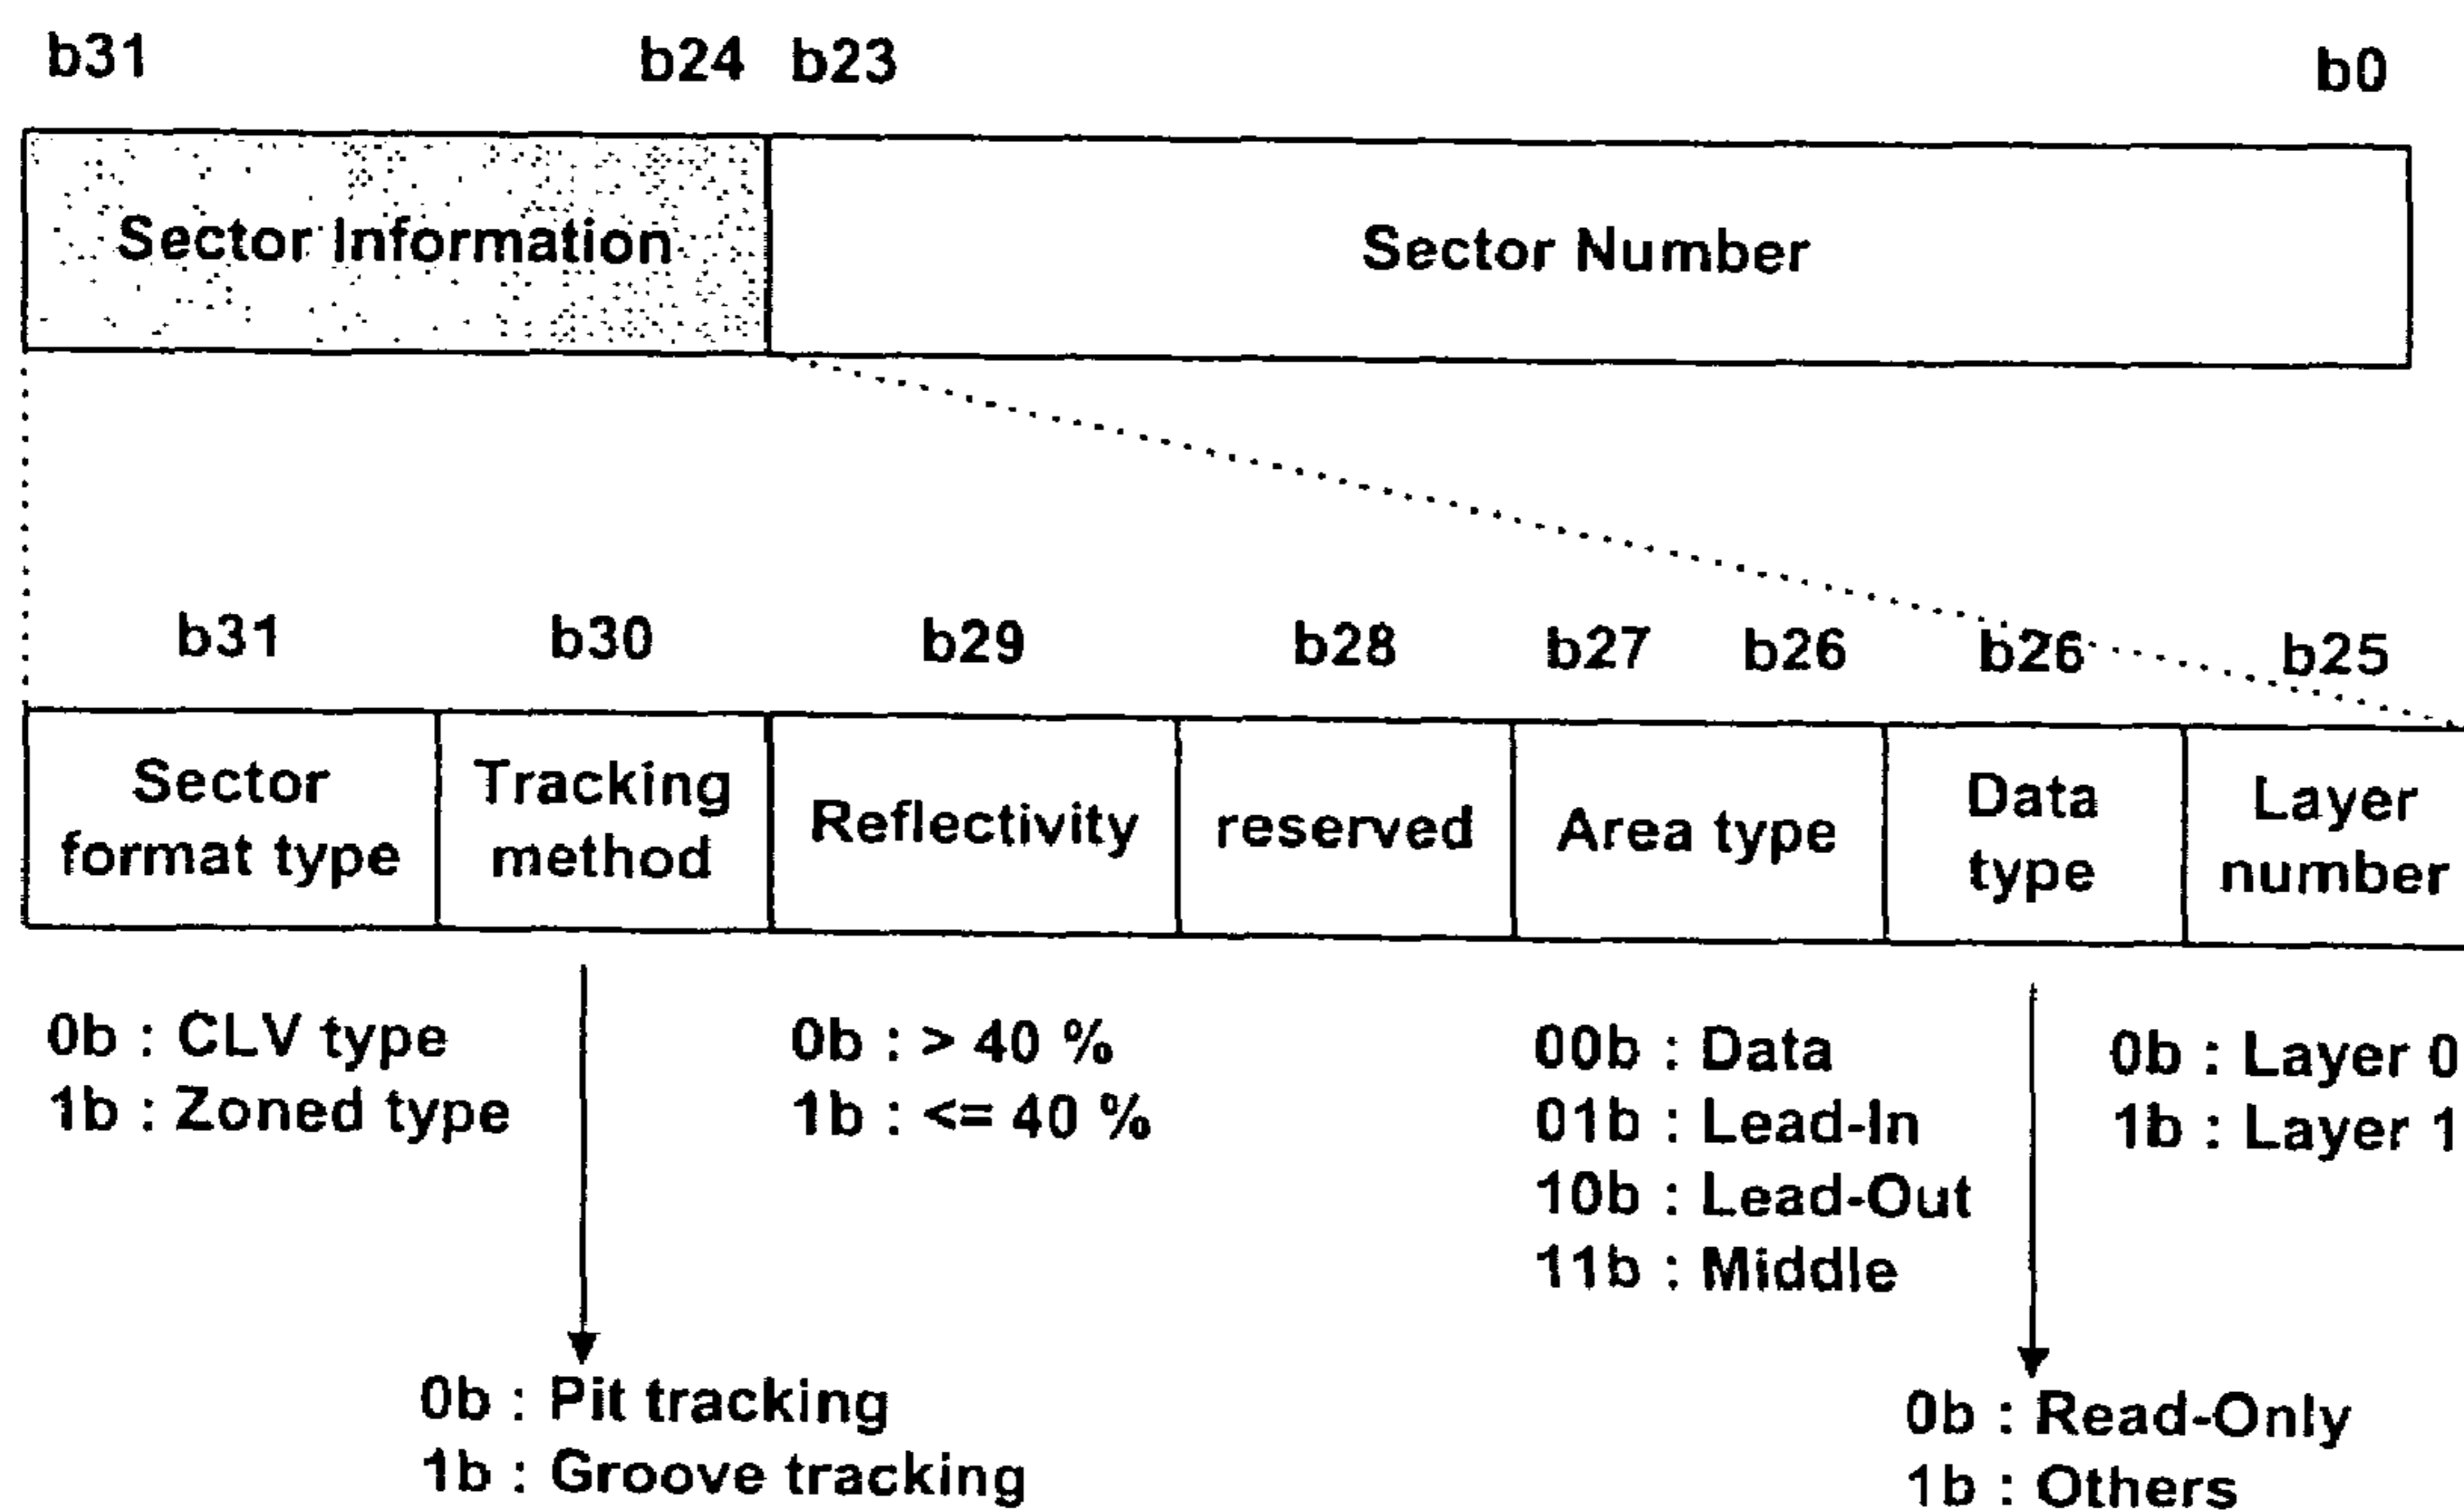 b31 b24 b23 b0
Sector Information Sector Number
b31 b30 b29 b28 b27 b26 b26 b25
Sector format type
Tracking method
Reflectivity
reserved
Area type
Data type
Layer number
0b : CLV type
1b : Zoned type
0b : > 40 %
1b : <= 40 %
00b : Data
01b : Lead-In
10b : Lead-Out
11b : Middle
0b : Layer 0
1b : Layer 1
0b : Pit tracking
1b : Groove tracking
0b : Read-Only
1b : Others